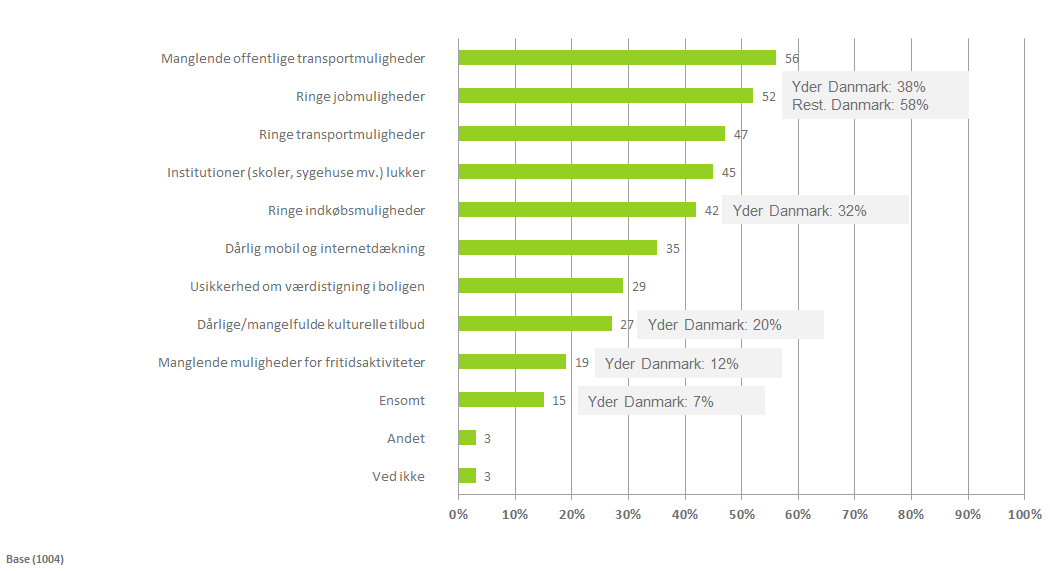 Manglende offentlige transportmuligheder 56
Yder Danmark: 38%
Rest. Danmark: 58%
Ringe jobmuligheder 52
Ringe transportmuligheder 47
Institutioner (skoler, sygehuse mv.) lukker 45
Ringe indkøbsmuligheder 42 Yder Danmark: 32%
Dårlig mobil og internetdækning 35
Usikkerhed om værdistigning i boligen 29
Dårlige/mangelfulde kulturelle tilbud 27 Yder Danmark: 20%
Manglende muligheder for fritidsaktiviteter 19 Yder Danmark: 12%
Ensomt 15 Yder Danmark: 7%
Andet 3
Ved ikke 3
0% 10% 20% 30% 40% 50% 60% 70% 80% 90% 100%
Base (1004)